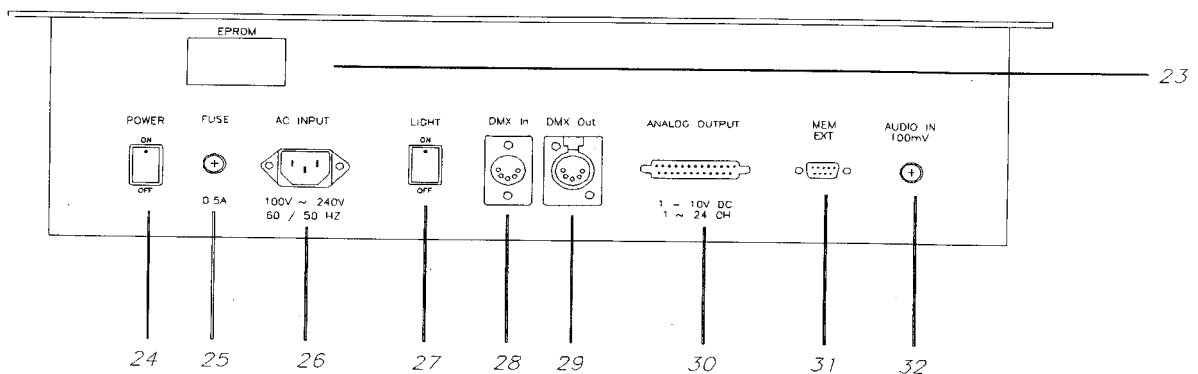 EPROM
23
POWER FUSE AC INPUT LIGHT DMX In DMX Out ANALOG OUTPUT MEM EXT AUDIO IN 100mV
ON ON
OFF OFF
0.5A 100V ~ 240V 1 - 10V DC
60 / 50 HZ 1 ~ 24 CH
24 25 26 27 28 29 30 31 32